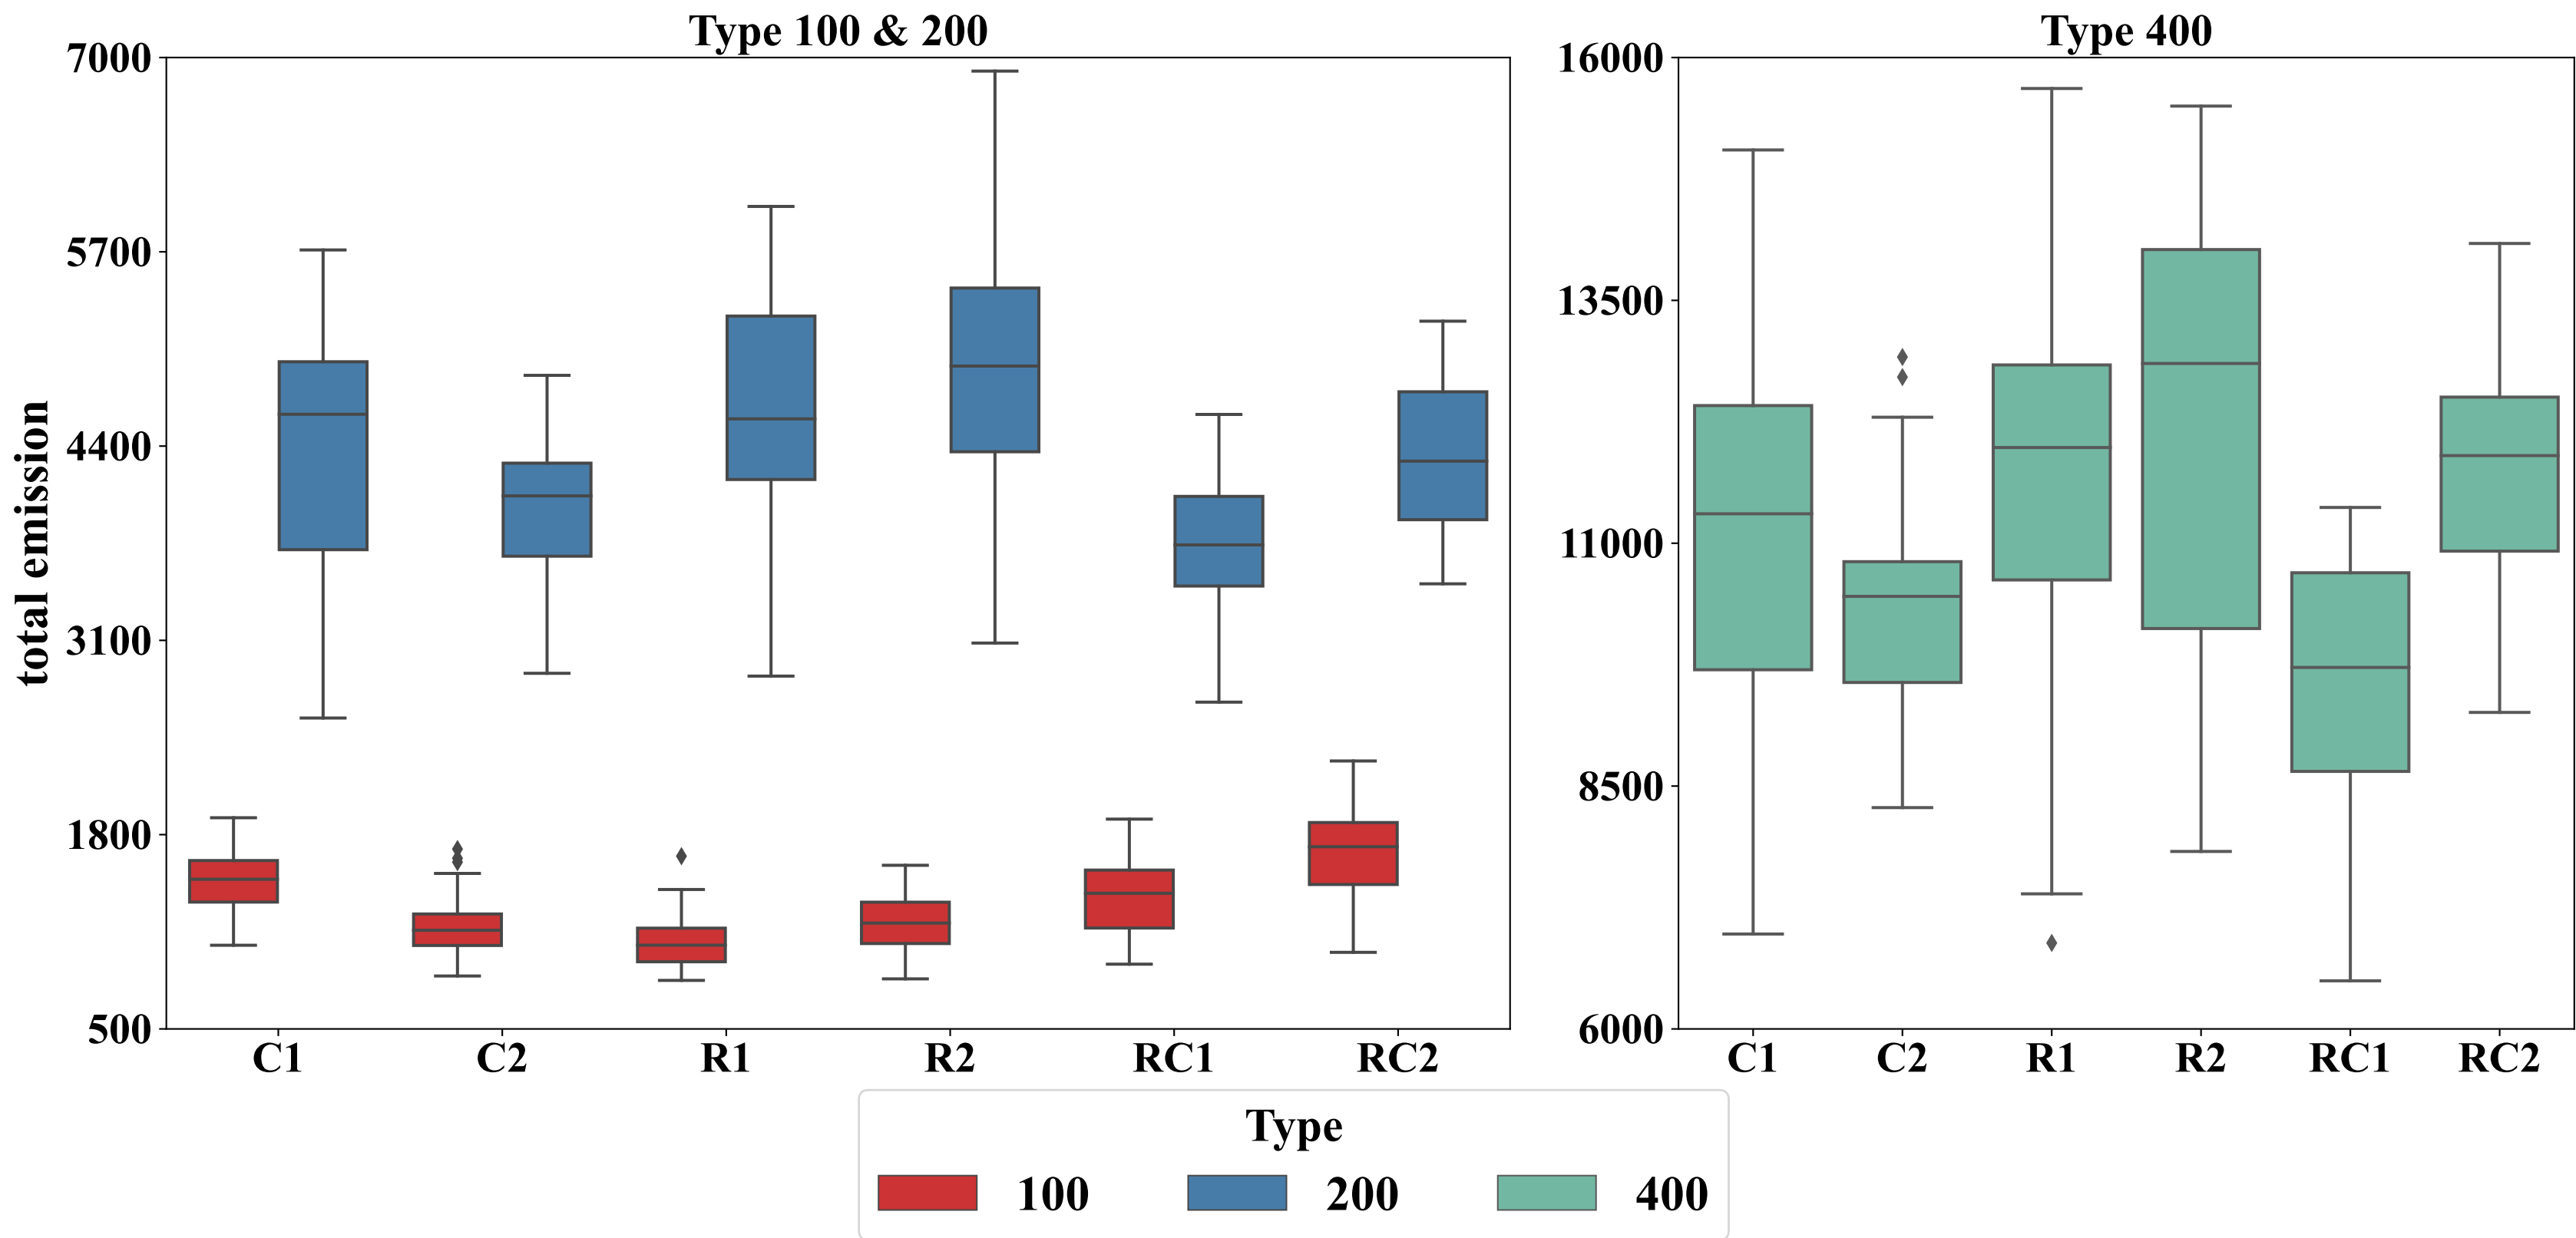 Type 100 & 200
7000
5700
4400
3100
1800
500
total emission
C1 C2 R1 R2 RC1 RC2
Type 400
16000
13500
11000
8500
6000
C1 C2 R1 R2 RC1 RC2
Type
100 200 400